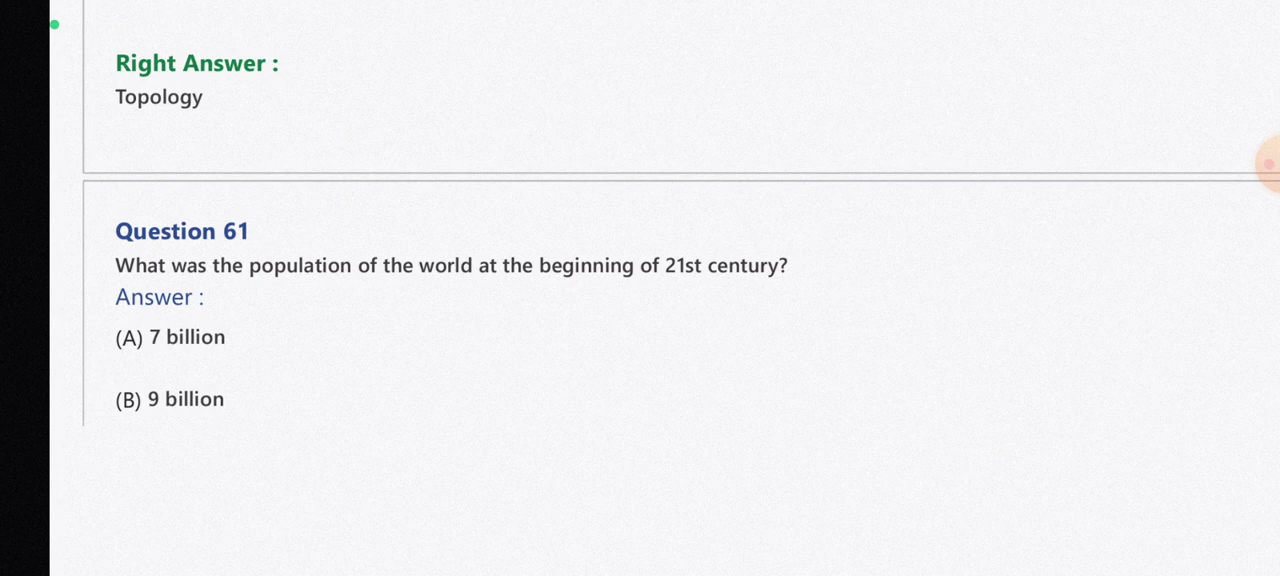 Right Answer :
Topology
Question 61
What was the population of the world at the beginning of 21st century?
Answer :
(A) 7 billion
(B) 9 billion